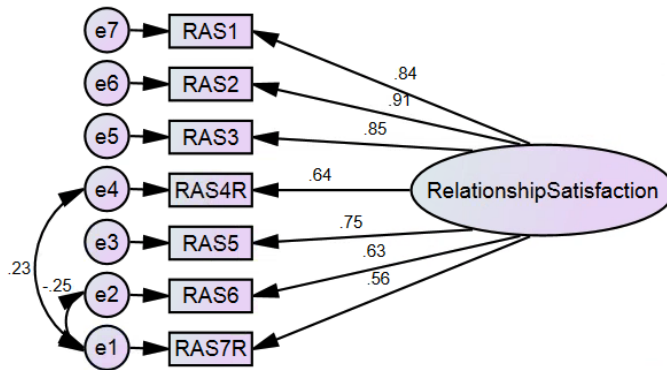 e7 RAS1
.84
e6 RAS2
.91
e5 RAS3
.85
e4 RAS4R
.64
RelationshipSatisfaction
e3 RAS5
.75
.23
-.25
e2 RAS6
.63
e1 RAS7R
.56